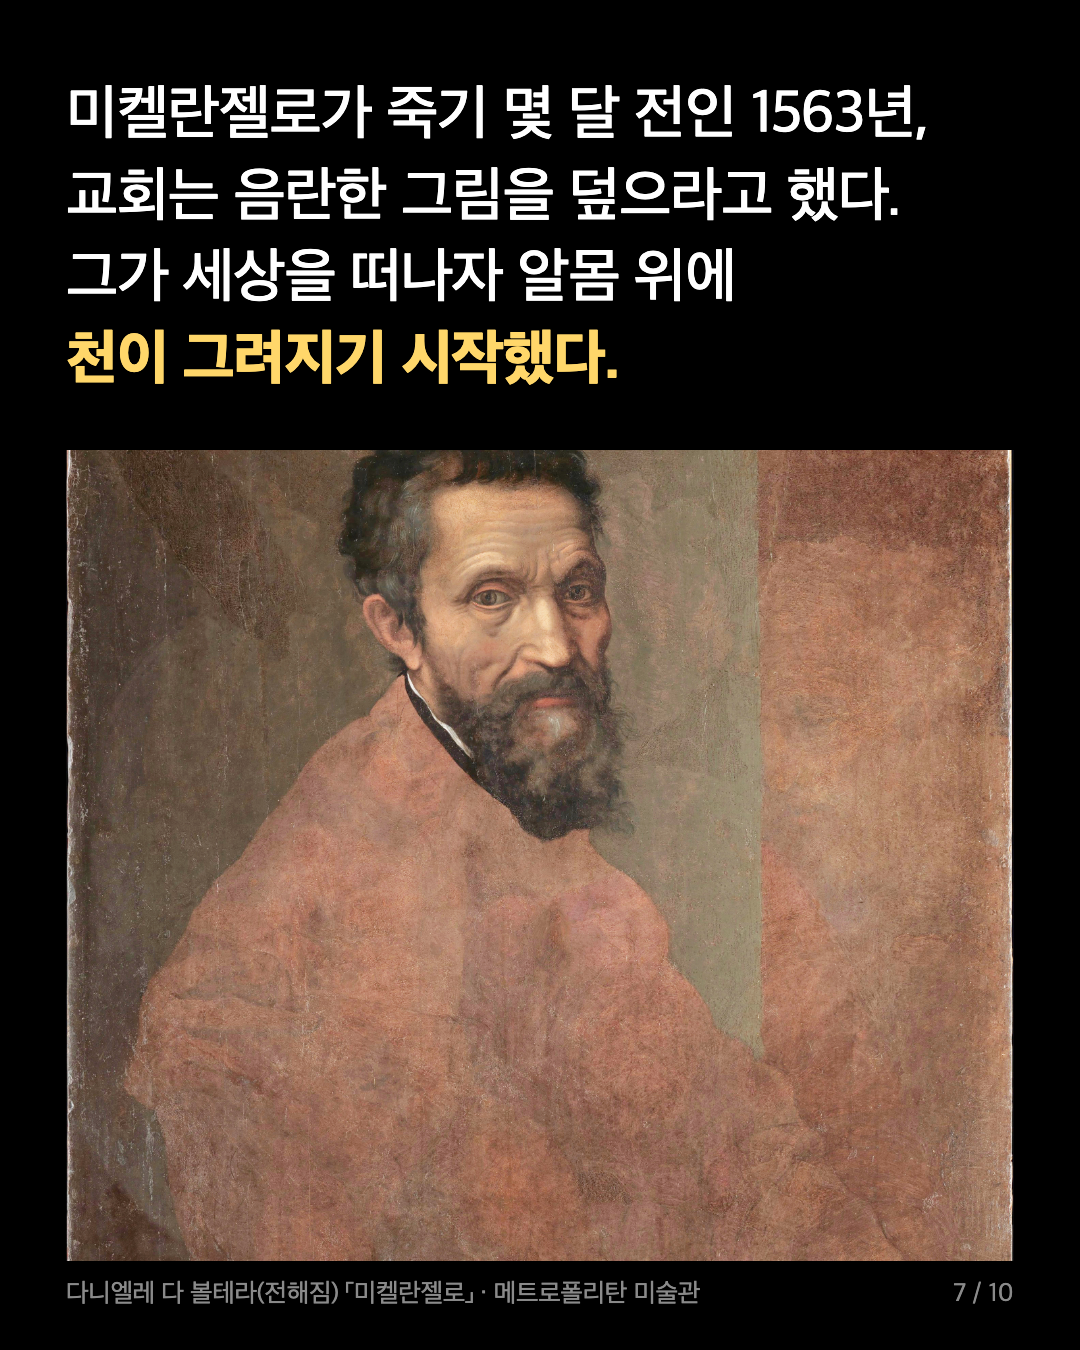 미켈란젤로가 죽기 몇 달 전인 1563년,
교회는 음란한 그림을 덮으라고 했다.
그가 세상을 떠나자 알몸 위에
천이 그려지기 시작했다.
다니엘레 다 볼테라(전해짐) 「미켈란젤로」 · 메트로폴리탄 미술관
7 / 10